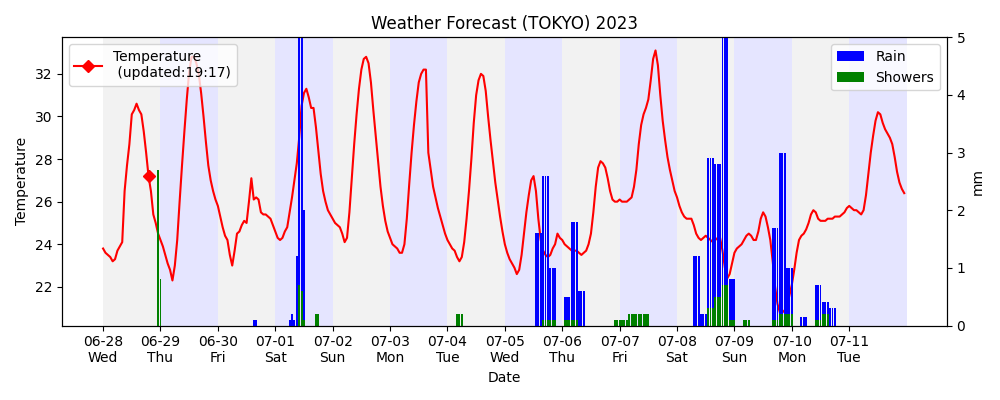 Weather Forecast (TOKYO) 2023
Temperature
(updated:19:17)
Rain
Showers
Temperature
32
30
28
26
24
22
5
4
3
2
1
0
mm
06-28 06-29 06-30 07-01 07-02 07-03 07-04 07-05 07-06 07-07 07-08 07-09 07-10 07-11
Wed Thu Fri Sat Sun Mon Tue Wed Thu Fri Sat Sun Mon Tue
Date